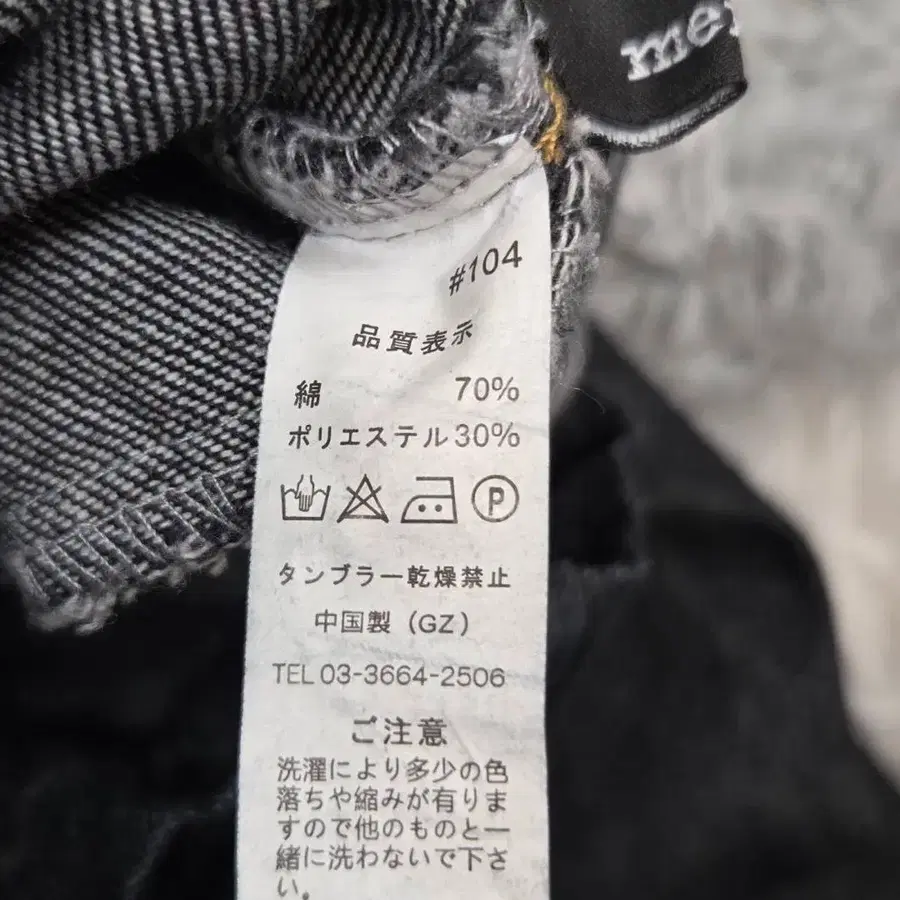 #104
品質表示
綿 70%
ポリエステル 30%
P
タンブラー乾燥禁止
中国製（GZ）
TEL 03-3664-2506
ご注意
洗濯により多少の色
落ちや縮みが有りま
すので他のものと一
緒に洗わないで下さ
い。